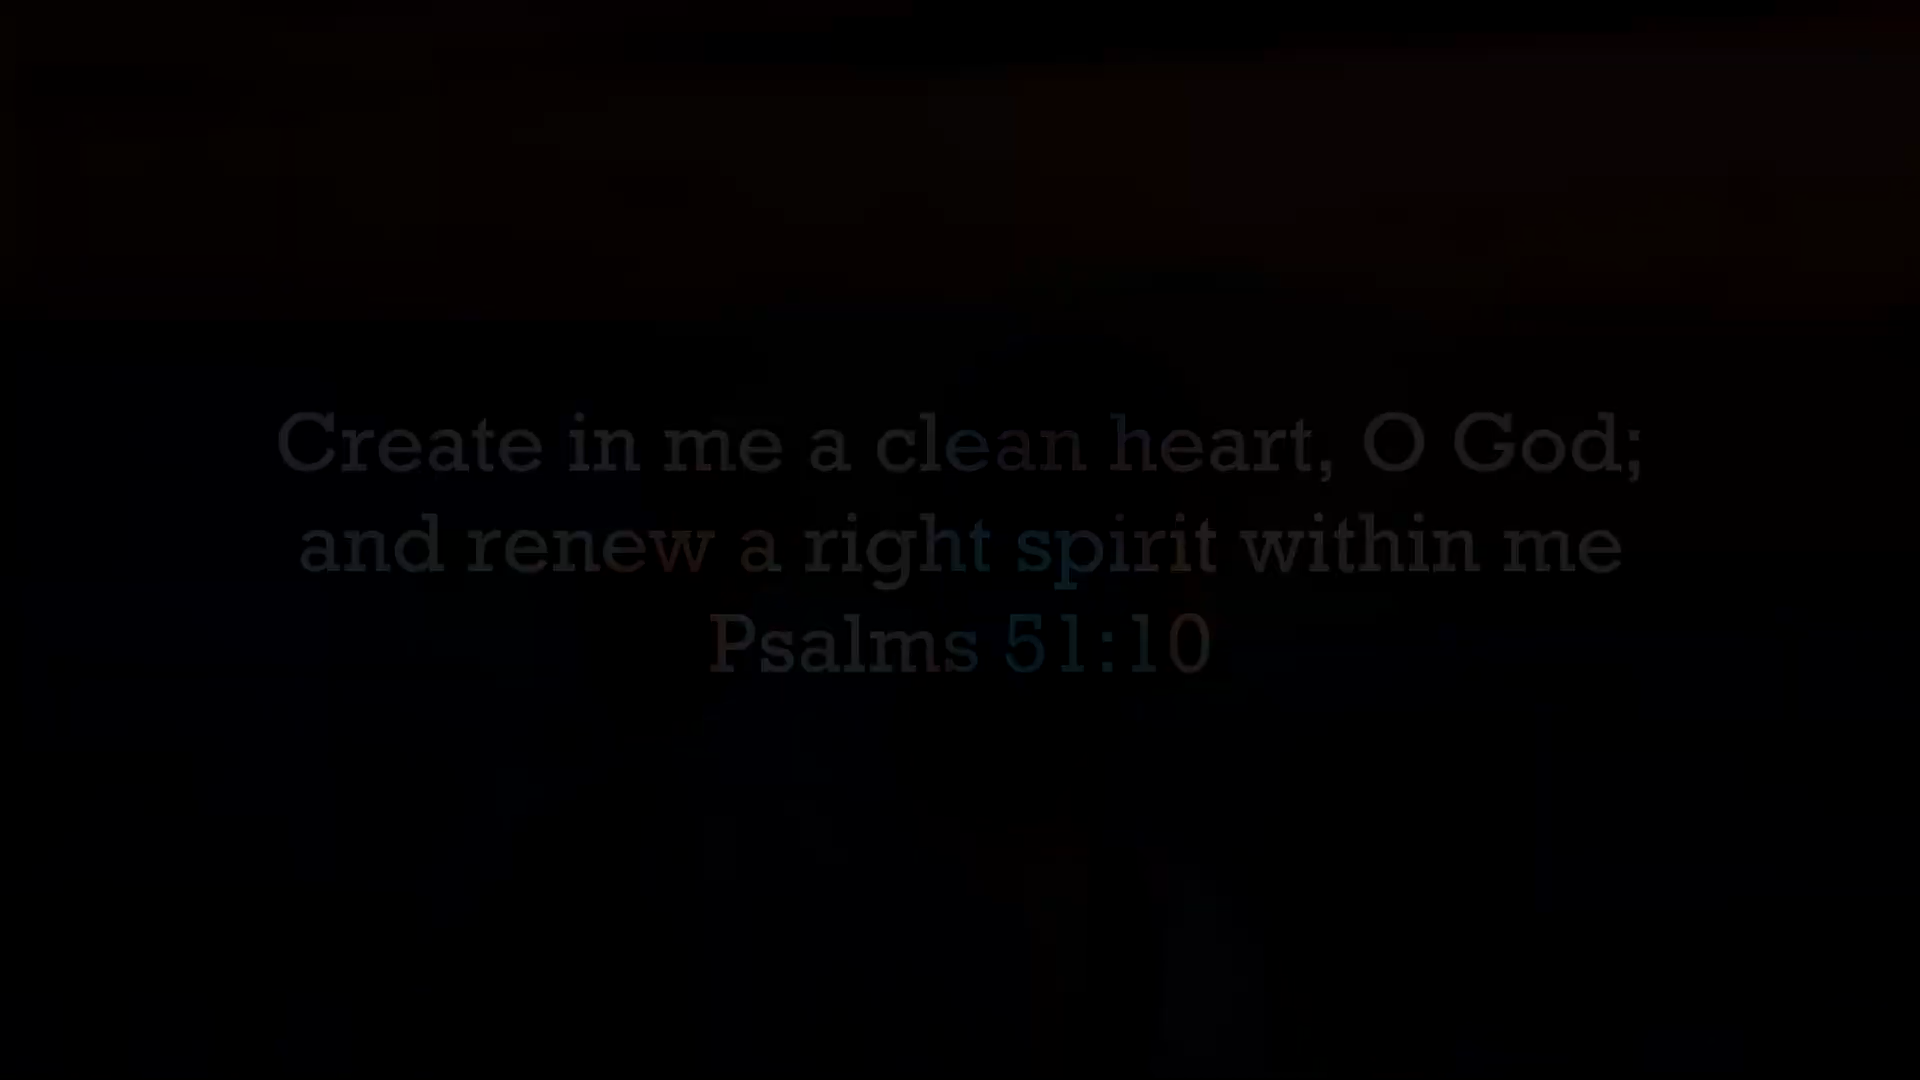 Create in me a clean heart, O God;
and renew a right spirit within me
Psalms 51:10